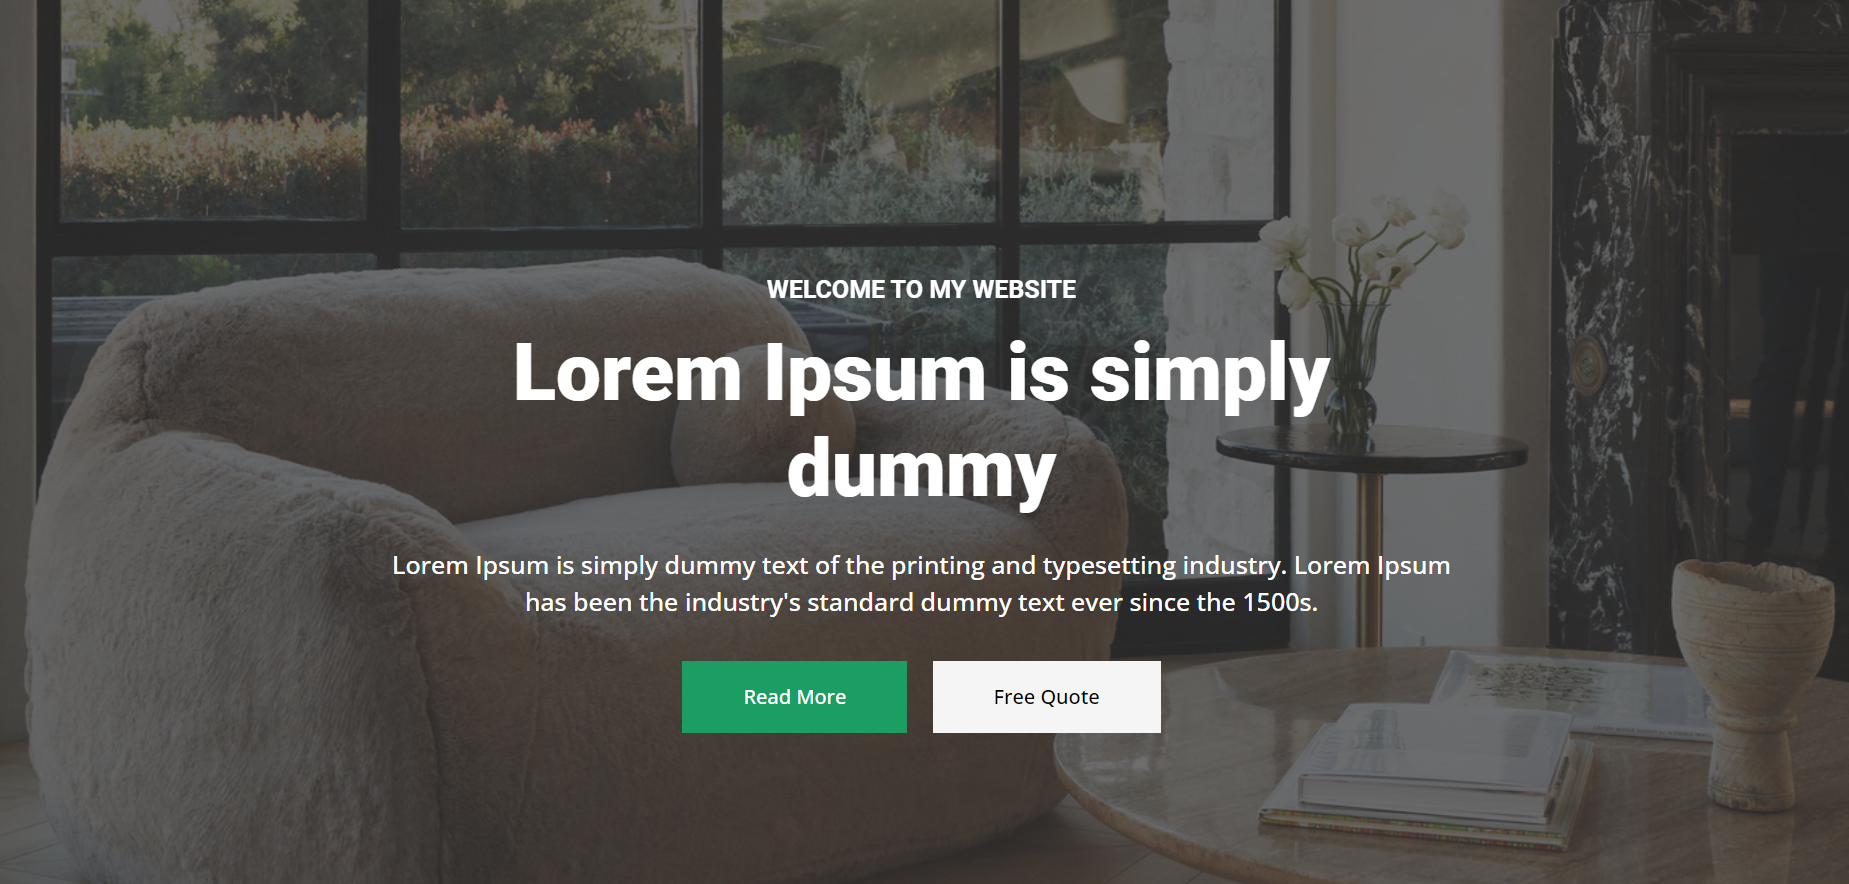 WELCOME TO MY WEBSITE
Lorem Ipsum is simply
dummy
Lorem Ipsum is simply dummy text of the printing and typesetting industry. Lorem Ipsum
has been the industry's standard dummy text ever since the 1500s.
Read More
Free Quote